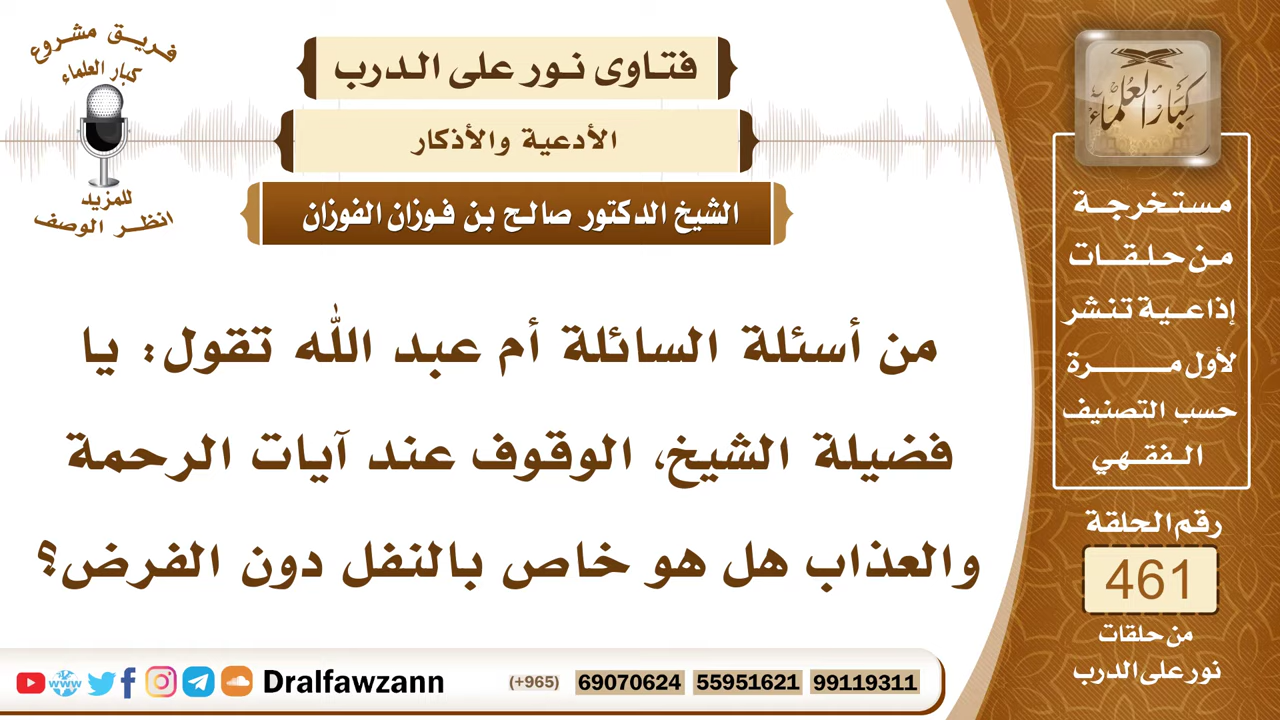 فريق مشروع
كبار العلماء
للمزيد
انظر الوصف
فتاوى نور على الدرب
الأدعية والأذكار
الشيخ الدكتور صالح بن فوزان الفوزان
من أسئلة السائلة أم عبد الله تقول: يا
فضيلة الشيخ، الوقوف عند آيات الرحمة
والعذاب هل هو خاص بالنفل دون الفرض؟
كبار العلماء
مستخرجة
من حلقات
إذاعية تنشر
لأول مرة
حسب التصنيف
الفقهي
رقم الحلقة
461
من حلقات
نور على الدرب
www Dralfawzann (+965) 69070624 55951621 99119311